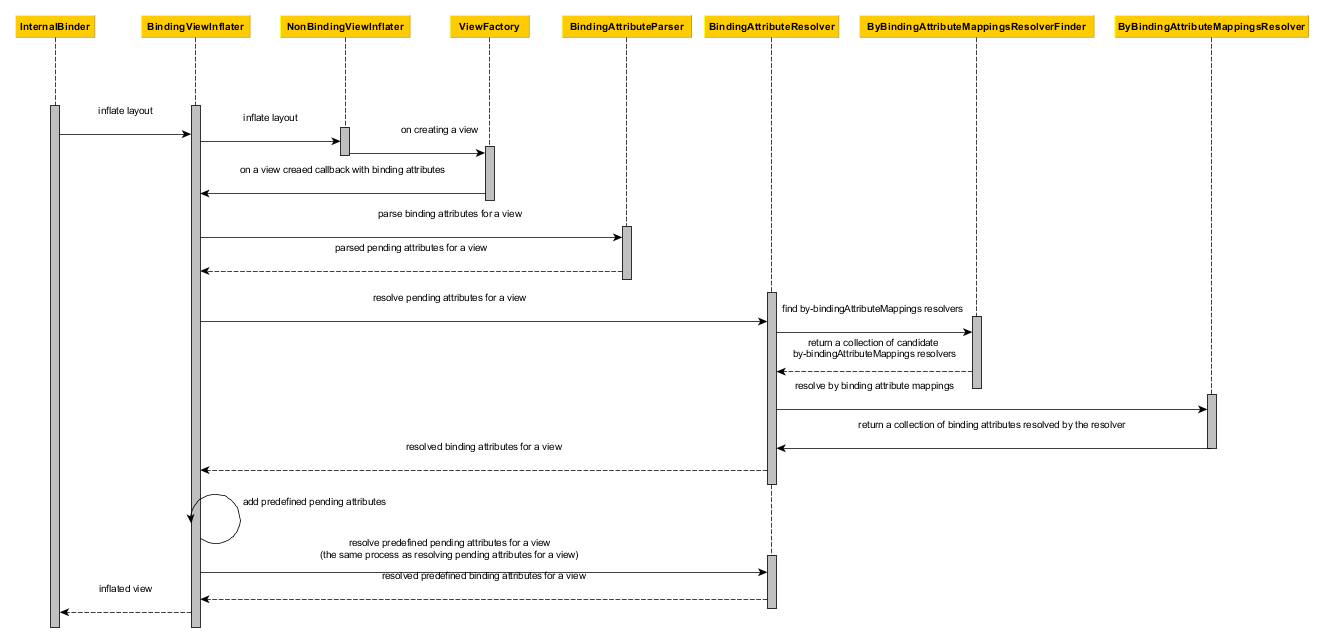 InternalBinder
BindingViewInflater
NonBindingViewInflater
ViewFactory
BindingAttributeParser
BindingAttributeResolver
ByBindingAttributeMappingsResolverFinder
ByBindingAttributeMappingsResolver
inflate layout
inflate layout
on creating a view
on a view creaed callback with binding attributes
parse binding attributes for a view
parsed pending attributes for a view
resolve pending attributes for a view
find by-bindingAttributeMappings resolvers
return a collection of candidate
by-bindingAttributeMappings resolvers
resolve by binding attribute mappings
return a collection of binding attributes resolved by the resolver
resolved binding attributes for a view
add predefined pending attributes
resolve predefined pending attributes for a view
(the same process as resolving pending attributes for a view)
resolved predefined binding attributes for a view
inflated view